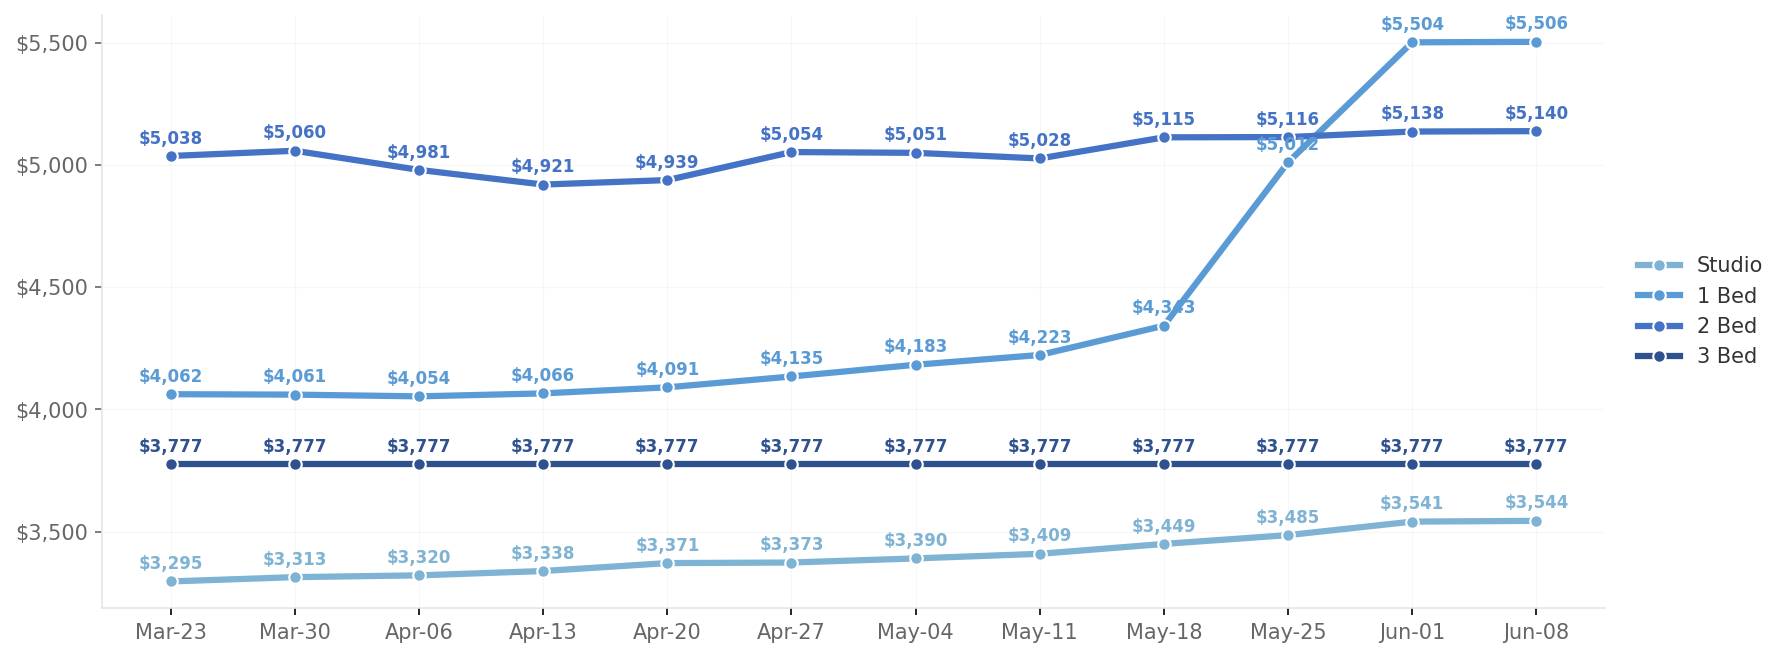 $5,504 $5,506
$5,500
$5,038 $5,060 $4,981 $4,921 $4,939 $5,054 $5,051 $5,028 $5,115 $5,116 $5,138 $5,140
$5,012
$5,000
$4,500
$4,062 $4,061 $4,054 $4,066 $4,091 $4,135 $4,183 $4,223 $4,343
$4,000
$3,777 $3,777 $3,777 $3,777 $3,777 $3,777 $3,777 $3,777 $3,777 $3,777 $3,777 $3,777
$3,500
$3,295 $3,313 $3,320 $3,338 $3,371 $3,373 $3,390 $3,409 $3,449 $3,485 $3,541 $3,544
Mar-23 Mar-30 Apr-06 Apr-13 Apr-20 Apr-27 May-04 May-11 May-18 May-25 Jun-01 Jun-08
Studio
1 Bed
2 Bed
3 Bed